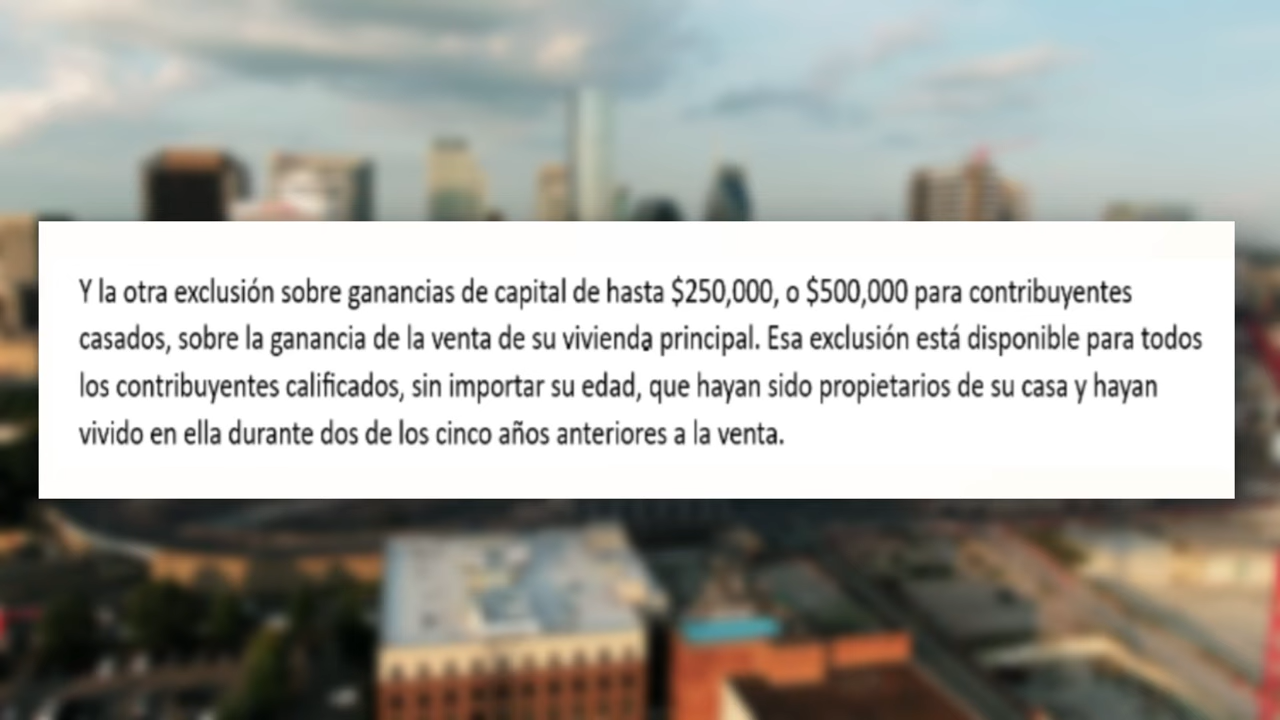 Y la otra exclusión sobre ganancias de capital de hasta $250,000, o $500,000 para contribuyentes
casados, sobre la ganancia de la venta de su vivienda principal. Esa exclusión está disponible para todos
los contribuyentes calificados, sin importar su edad, que hayan sido propietarios de su casa y hayan
vivido en ella durante dos de los cinco años anteriores a la venta.